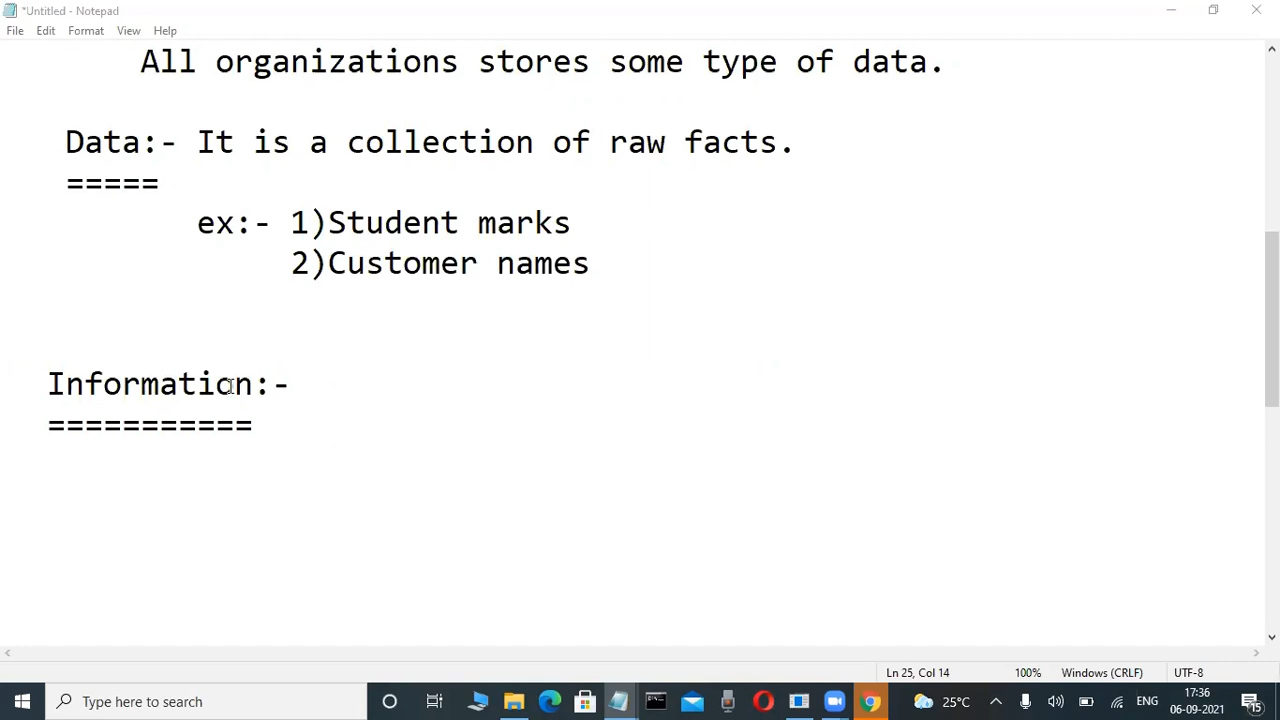 *Untitled - Notepad
File Edit Format View Help
All organizations stores some type of data.
Data:- It is a collection of raw facts.
=====
ex:- 1)Student marks
2)Customer names
Information:-
===========
Ln 25, Col 14 100% Windows (CRLF) UTF-8
Type here to search 25°C ENG 17:36
06-09-2021 15